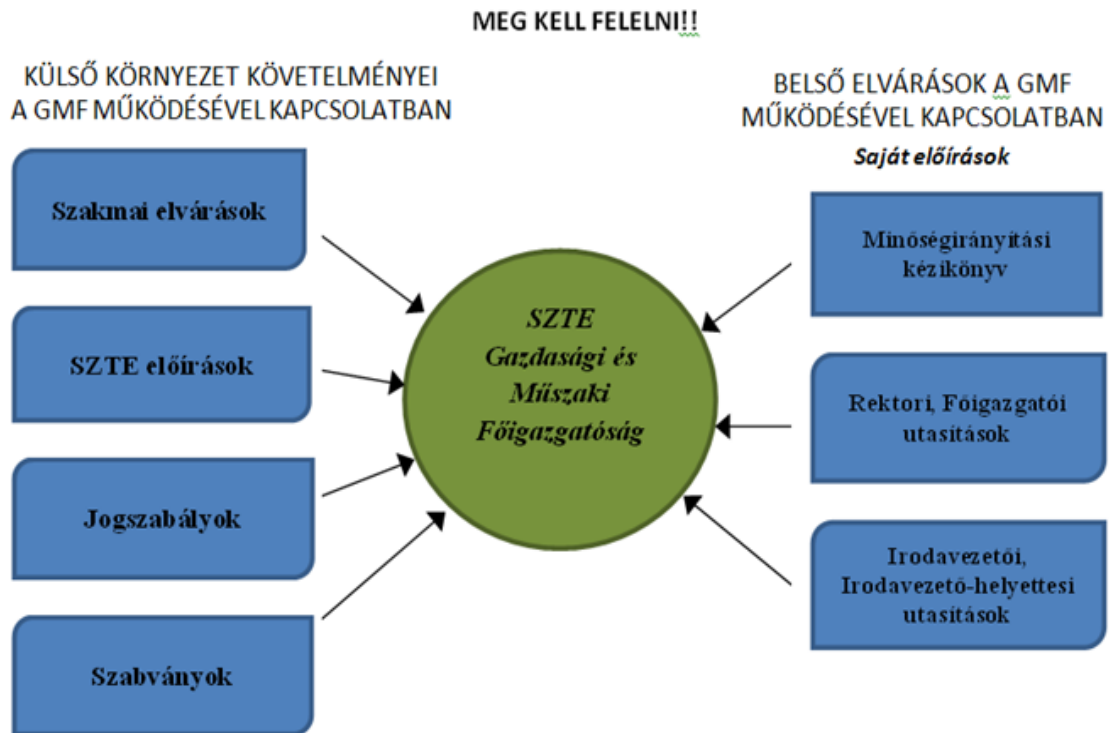 MEG KELL FELELNI!!
KÜLSŐ KÖRNYEZET KÖVETELMÉNYEI
A GMF MŰKÖDÉSÉVEL KAPCSOLATBAN
Szakmai elvárások
SZTE előírások
Jogszabályok
Szabványok
SZTE
Gazdasági és
Műszaki
Főigazgatóság
BELSŐ ELVÁRÁSOK A GMF
MŰKÖDÉSÉVEL KAPCSOLATBAN
Saját előírások
Minőségirányítási
kézikönyv
Rektori, Főigazgatói
utasítások
Irodavezetői,
Irodavezető-helyettesi
utasítások